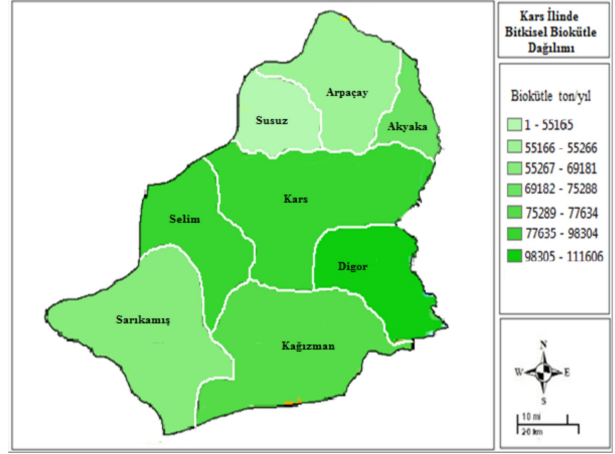 Kars İlinde
Bitkisel Biokütle
Dağılımı
Biokütle ton/yıl
1 - 55165
55166 - 55266
55267 - 69181
69182 - 75288
75289 - 77634
77635 - 98304
98305 - 111606
Arpaçay
Susuz
Akyaka
Kars
Selim
Digor
Sarıkamış
Kağızman
N
W E
S
10 mi
20 km